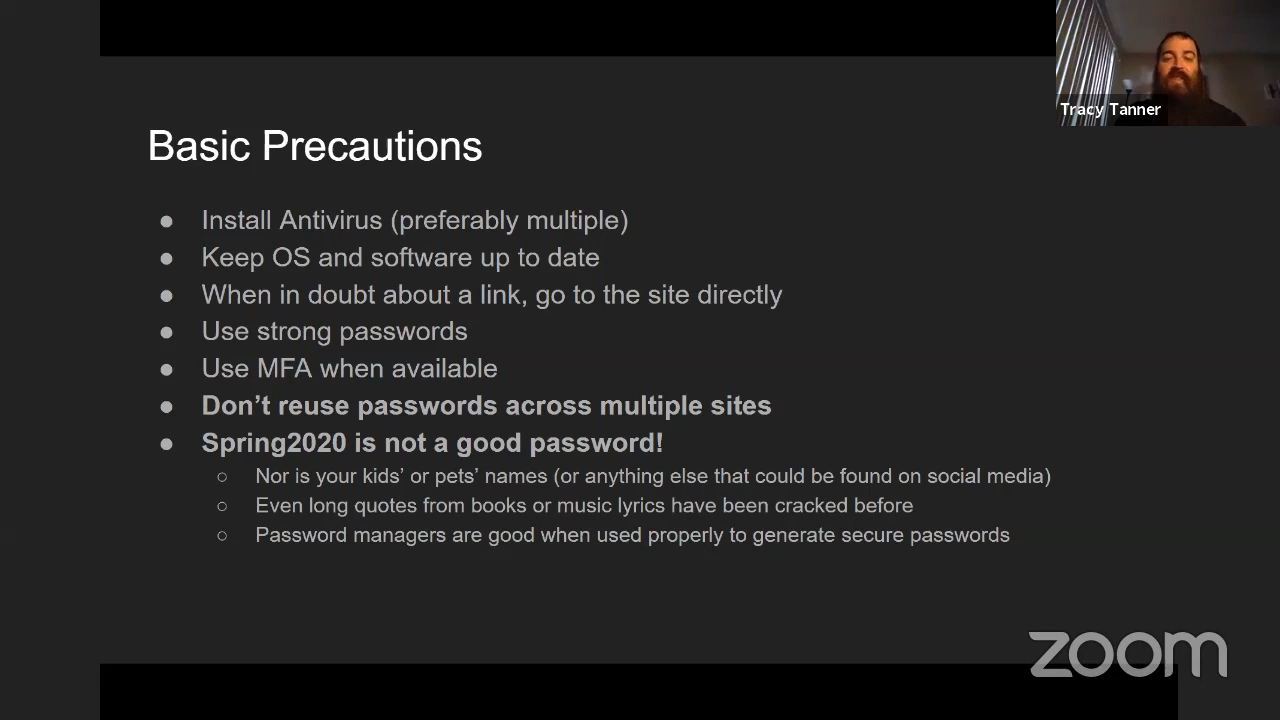 Tracy Tanner
Basic Precautions
● Install Antivirus (preferably multiple)
● Keep OS and software up to date
● When in doubt about a link, go to the site directly
● Use strong passwords
● Use MFA when available
● Don’t reuse passwords across multiple sites
● Spring2020 is not a good password!
○ Nor is your kids’ or pets’ names (or anything else that could be found on social media)
○ Even long quotes from books or music lyrics have been cracked before
○ Password managers are good when used properly to generate secure passwords
zoom